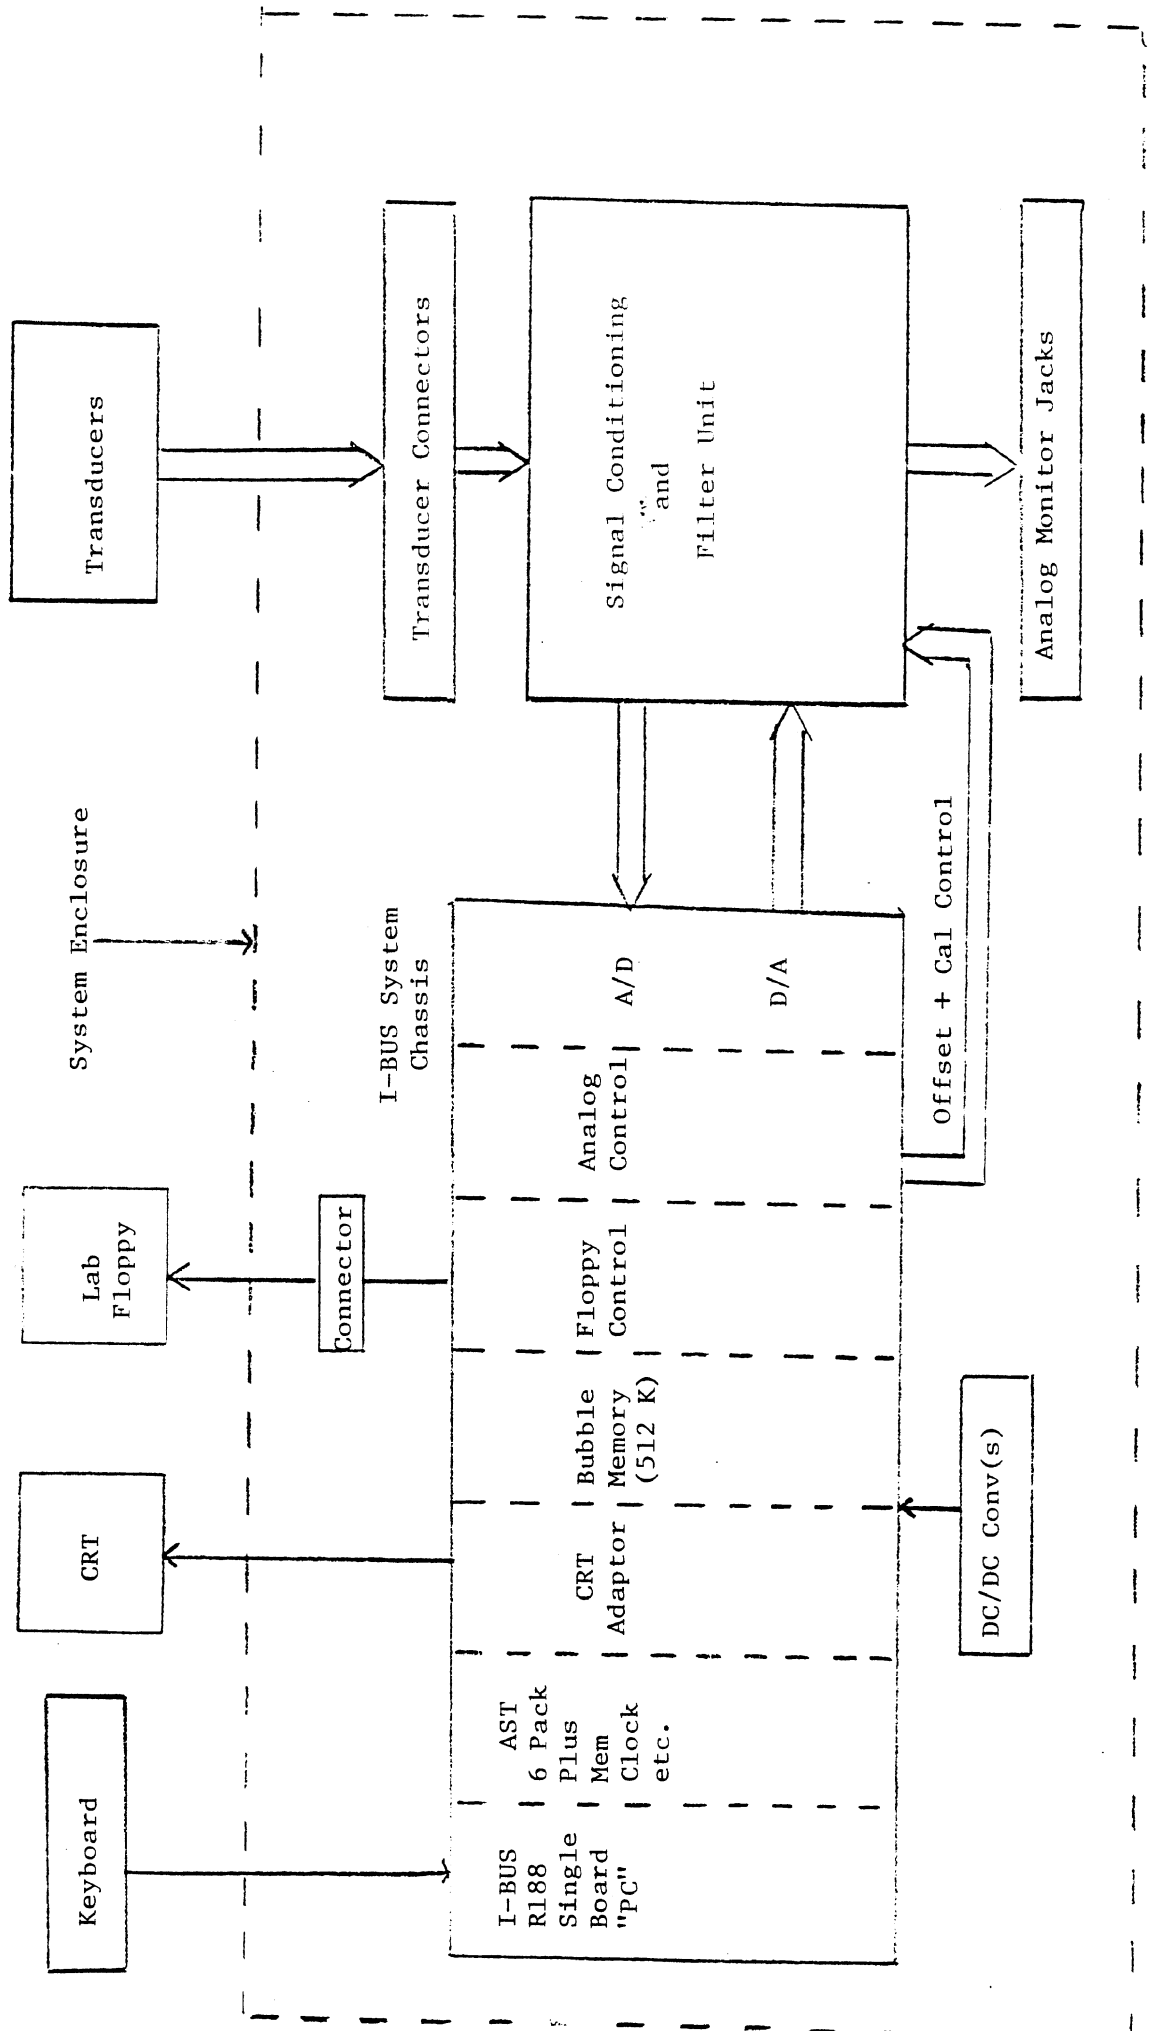 Keyboard
CRT
Lab
Floppy
System Enclosure
Transducers
Connector
I-BUS System
Chassis
Transducer Connectors
I-BUS
R188
Single
Board
"PC"
AST
6 Pack
Plus
Mem
Clock
etc.
CRT
Adaptor
Bubble
Memory
(512 K)
Floppy
Control
Analog
Control
A/D
D/A
Signal Conditioning
and
Filter Unit
Offset + Cal Control
DC/DC Conv(s)
Analog Monitor Jacks